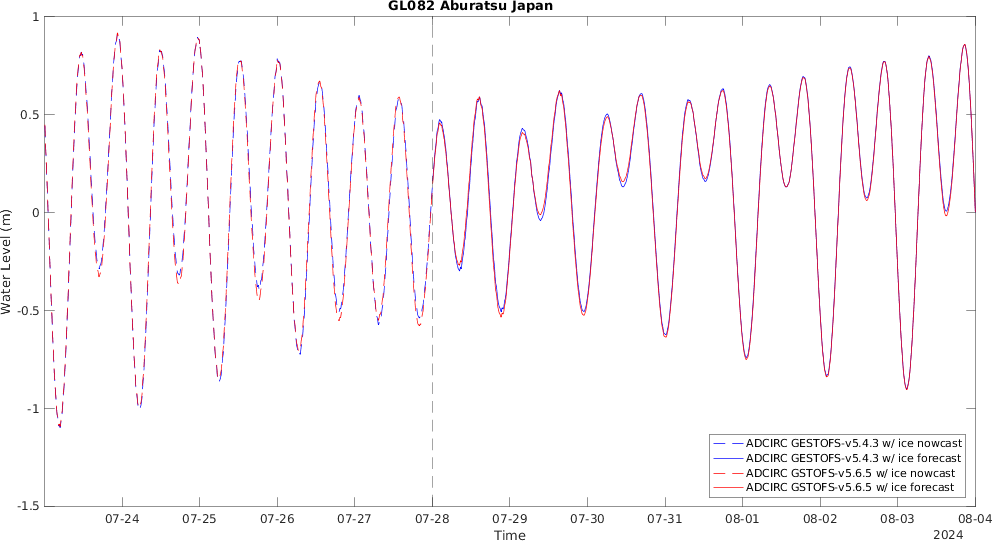 GL082 Aburatsu Japan
Water Level (m)
1
0.5
0
-0.5
-1
-1.5
ADCIRC GESTOFS-v5.4.3 w/ ice nowcast
ADCIRC GESTOFS-v5.4.3 w/ ice forecast
ADCIRC GSTOFS-v5.6.5 w/ ice nowcast
ADCIRC GSTOFS-v5.6.5 w/ ice forecast
07-24 07-25 07-26 07-27 07-28 07-29 07-30 07-31 08-01 08-02 08-03 08-04
Time
2024